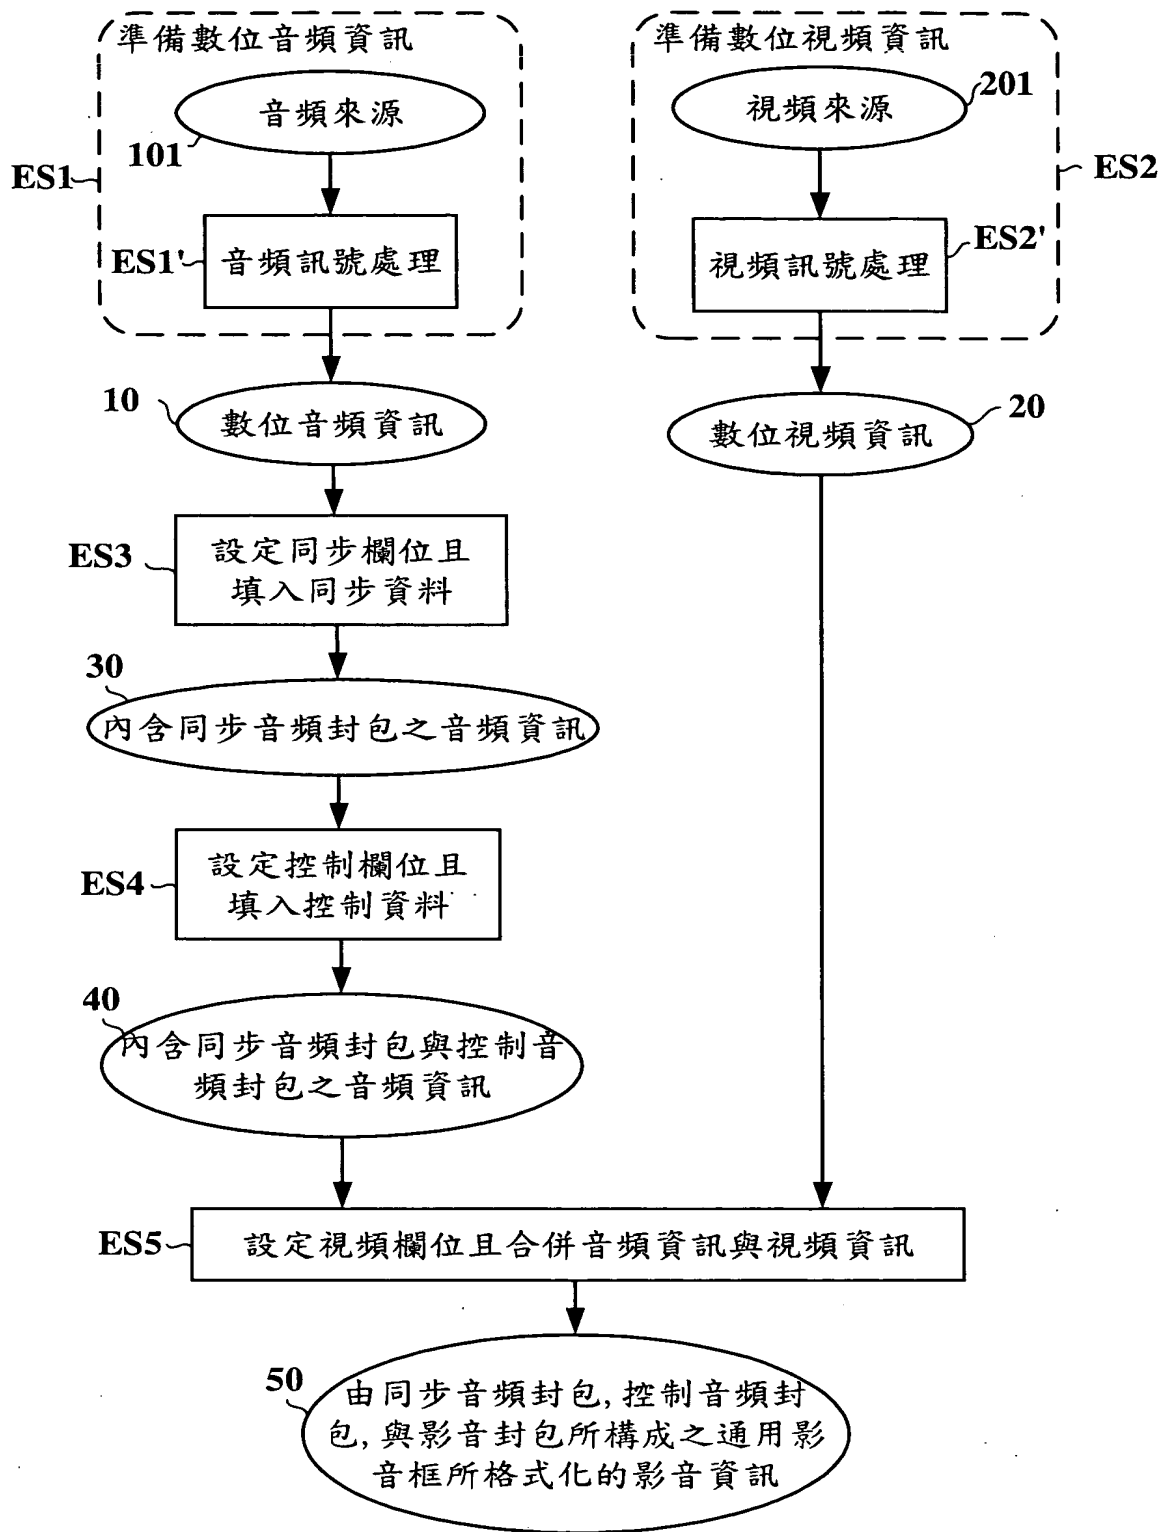 準備數位音頻資訊
音頻來源
101
ES1
ES1'
音頻訊號處理
準備數位視頻資訊
201
視頻來源
ES2
ES2'
視頻訊號處理
10
數位音頻資訊
20
數位視頻資訊
ES3
設定同步欄位且
填入同步資料
30
內含同步音頻封包之音頻資訊
ES4
設定控制欄位且
填入控制資料
40
內含同步音頻封包與控制音
頻封包之音頻資訊
ES5
設定視頻欄位且合併音頻資訊與視頻資訊
50
由同步音頻封包,控制音頻封
包,與影音封包所構成之通用影
音框所格式化的影音資訊